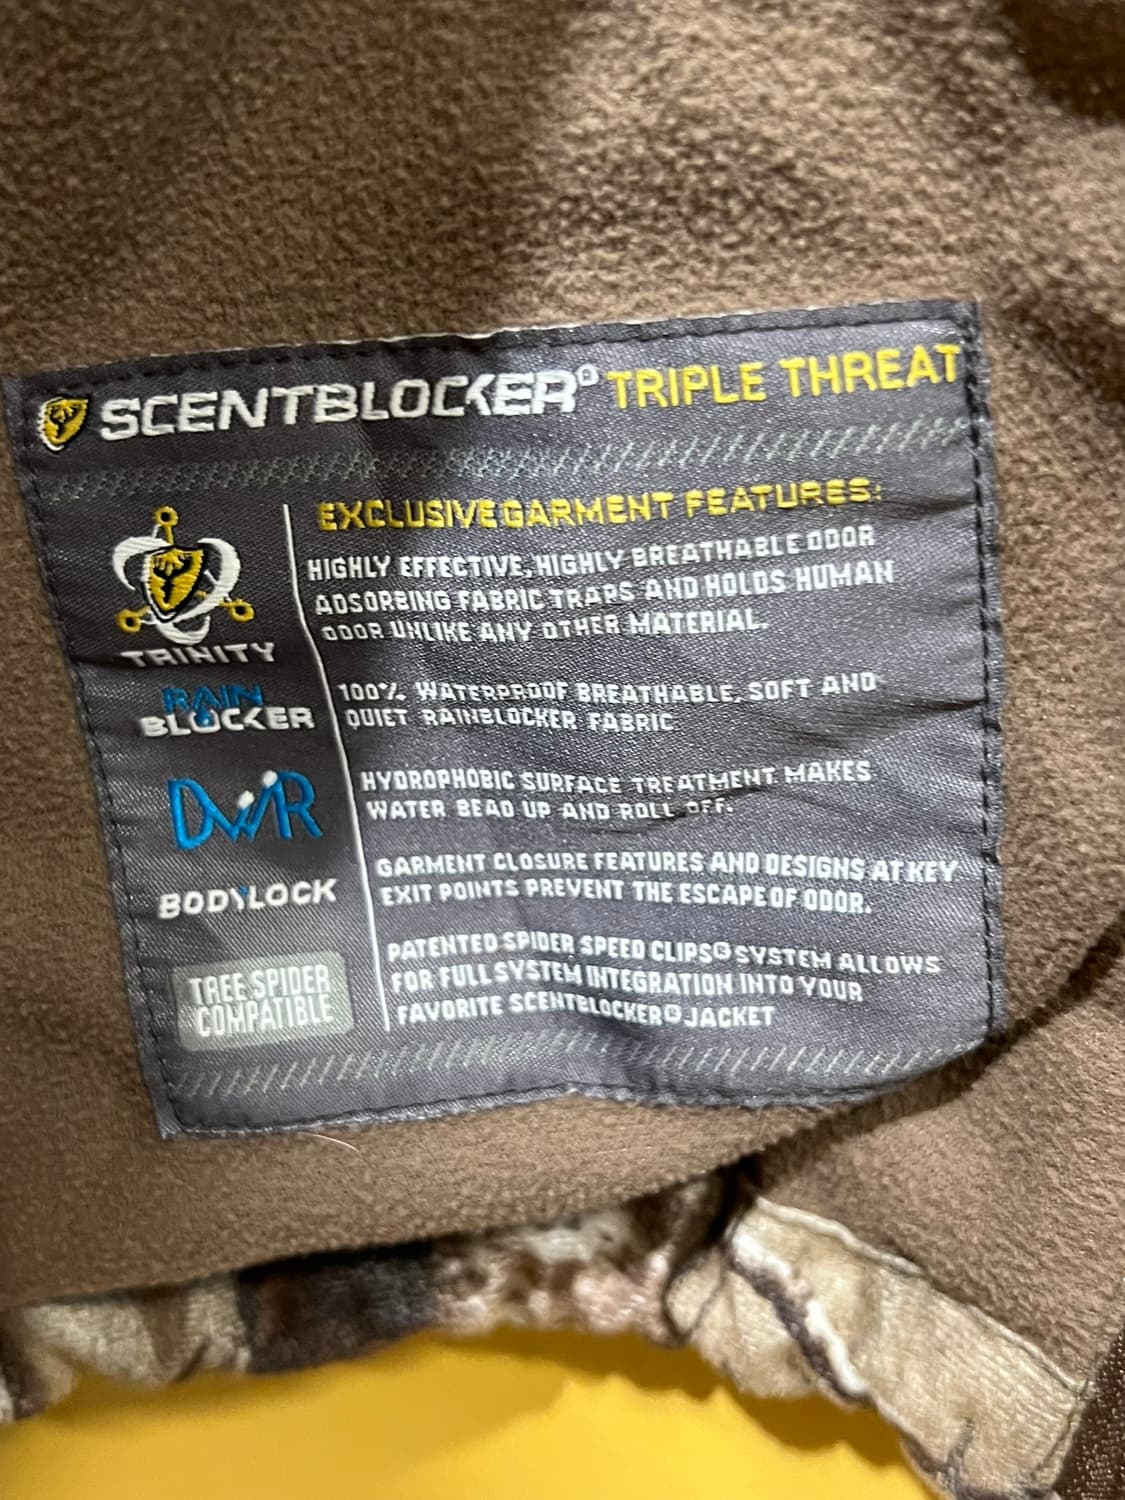 SCENTBLOCKER® TRIPLE THREAT
EXCLUSIVE GARMENT FEATURES:
TRINITY
HIGHLY EFFECTIVE, HIGHLY BREATHABLE ODOR
ADSORBING FABRIC TRAPS AND HOLDS HUMAN
ODOR UNLIKE ANY OTHER MATERIAL.
RAIN
BLOCKER
100% WATERPROOF BREATHABLE, SOFT AND
QUIET RAINBLOCKER FABRIC
DWR
HYDROPHOBIC SURFACE TREATMENT MAKES
WATER BEAD UP AND ROLL OFF.
BODYLOCK
GARMENT CLOSURE FEATURES AND DESIGNS AT KEY
EXIT POINTS PREVENT THE ESCAPE OF ODOR.
TREE SPIDER
COMPATIBLE
PATENTED SPIDER SPEED CLIPS® SYSTEM ALLOWS
FOR FULL SYSTEM INTEGRATION INTO YOUR
FAVORITE SCENTBLOCKER® JACKET